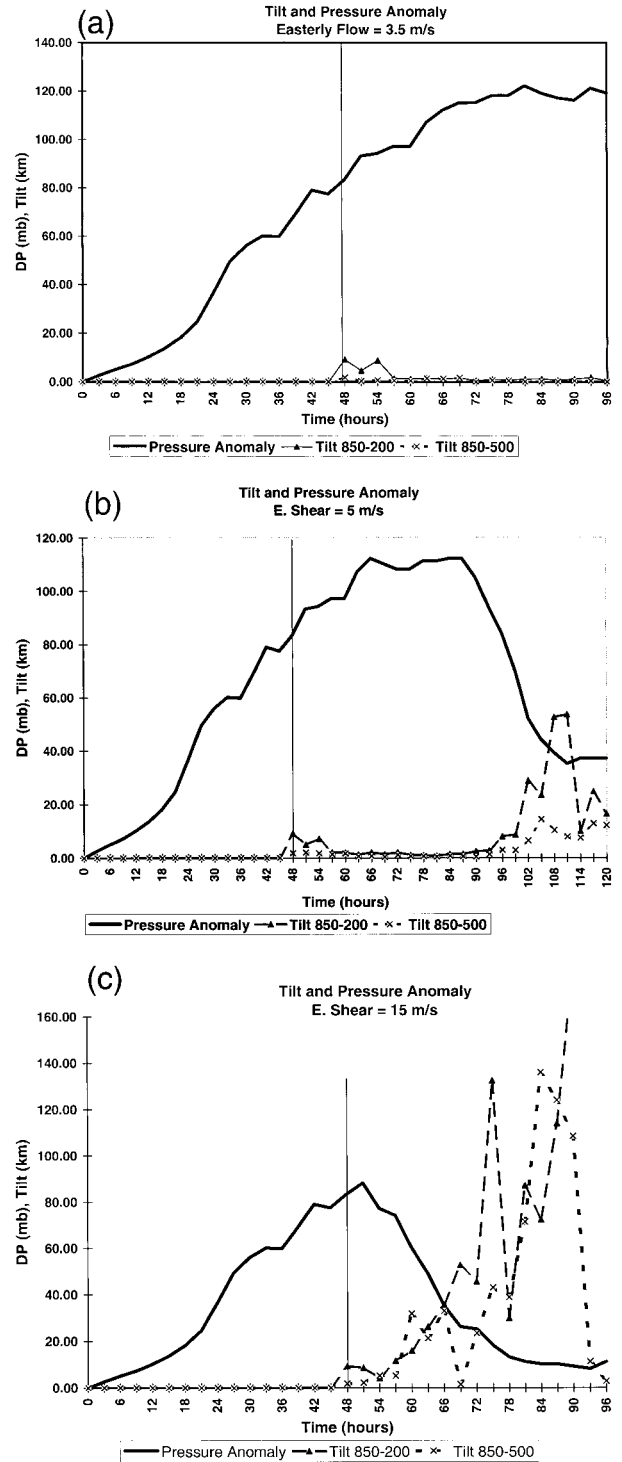 (a)
Tilt and Pressure Anomaly
Easterly Flow = 3.5 m/s
140.00
120.00
100.00
80.00
60.00
40.00
20.00
0.00
DP (mb), Tilt (km)
0 6 12 18 24 30 36 42 48 54 60 66 72 78 84 90 96
Time (hours)
Pressure Anomaly Tilt 850-200 Tilt 850-500
(b)
Tilt and Pressure Anomaly
E. Shear = 5 m/s
120.00
100.00
80.00
60.00
40.00
20.00
0.00
DP (mb), Tilt (km)
0 6 12 18 24 30 36 42 48 54 60 66 72 78 84 90 96 102 108 114 120
Time (hours)
Pressure Anomaly Tilt 850-200 Tilt 850-500
(c)
Tilt and Pressure Anomaly
E. Shear = 15 m/s
160.00
140.00
120.00
100.00
80.00
60.00
40.00
20.00
0.00
DP (mb), Tilt (km)
0 6 12 18 24 30 36 42 48 54 60 66 72 78 84 90 96
Time (hours)
Pressure Anomaly Tilt 850-200 Tilt 850-500